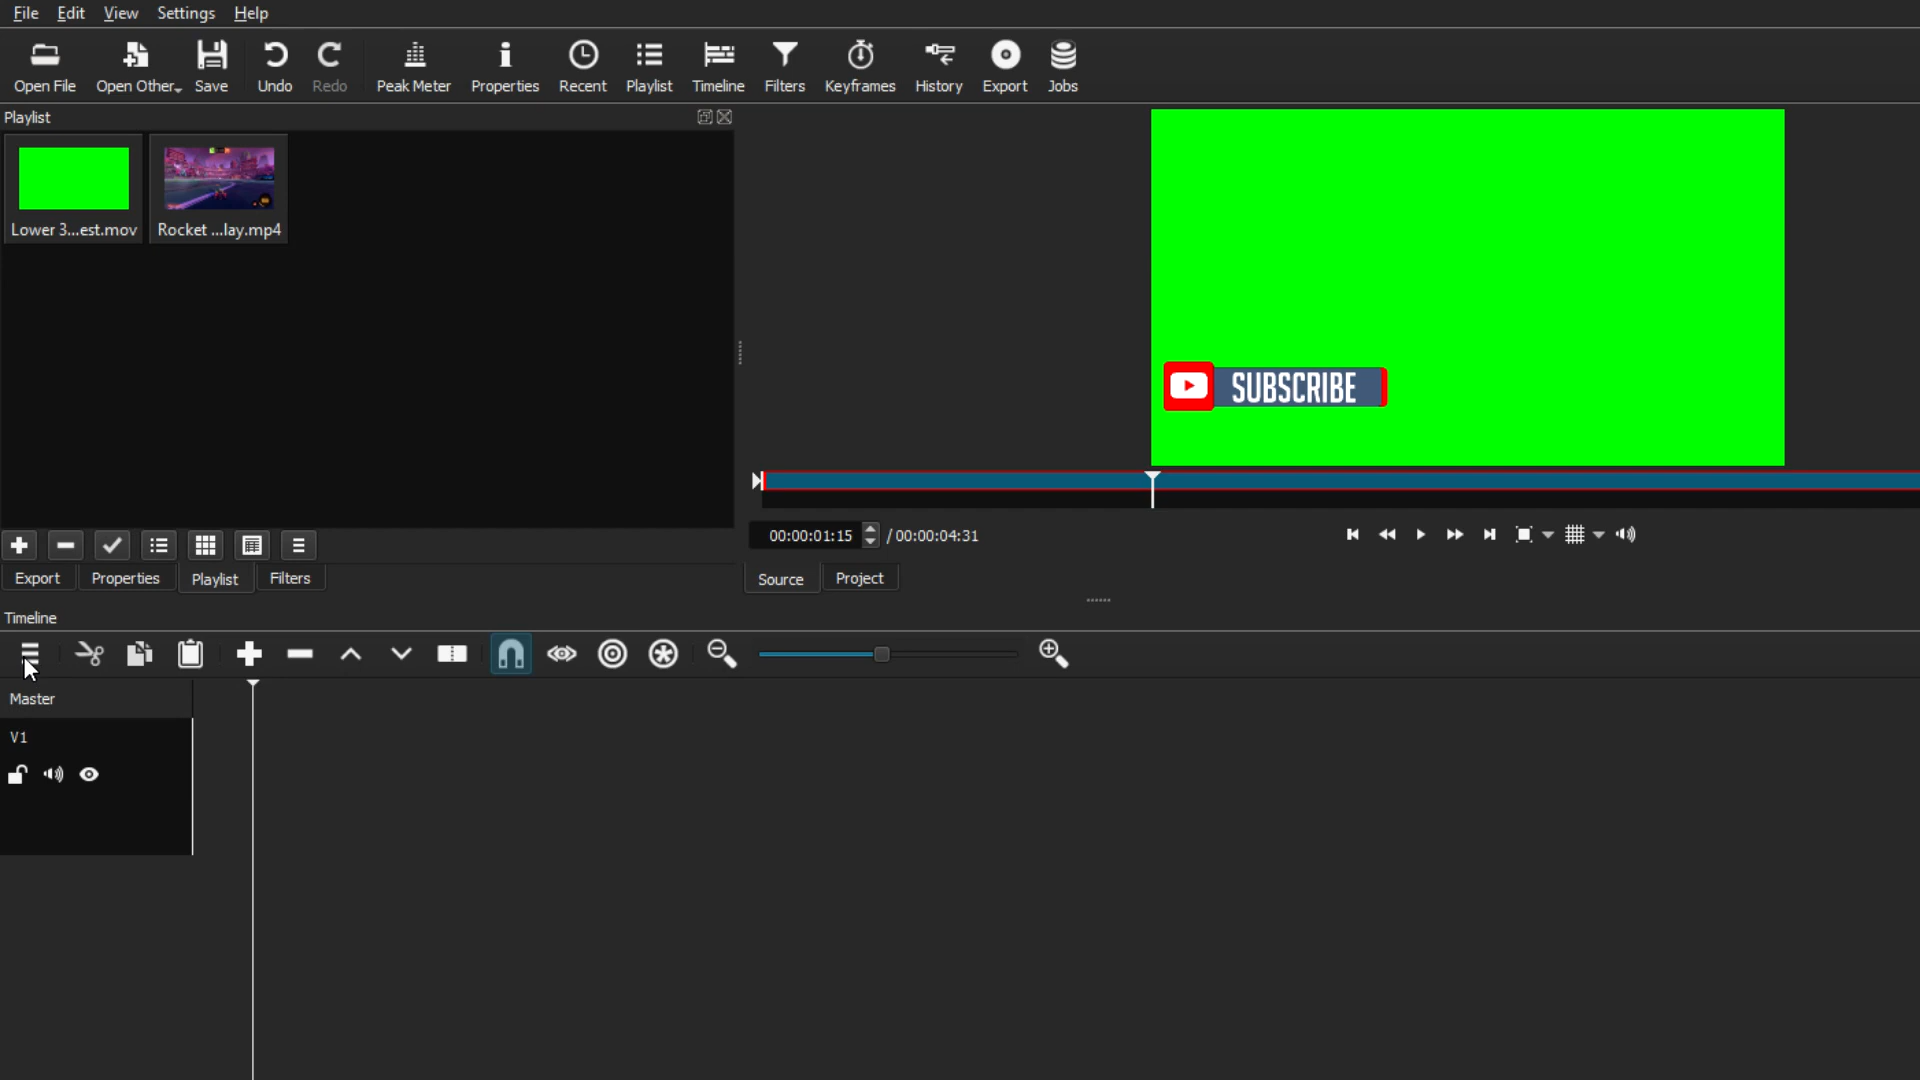 File Edit View Settings Help
Open File Open Other Save Undo Redo Peak Meter Properties Recent Playlist Timeline Filters Keyframes History Export Jobs
Playlist
Lower 3...est.mov Rocket ...lay.mp4
SUBSCRIBE
00:00:01:15 / 00:00:04:31
Export Properties Playlist Filters Source Project
Timeline
Master
V1